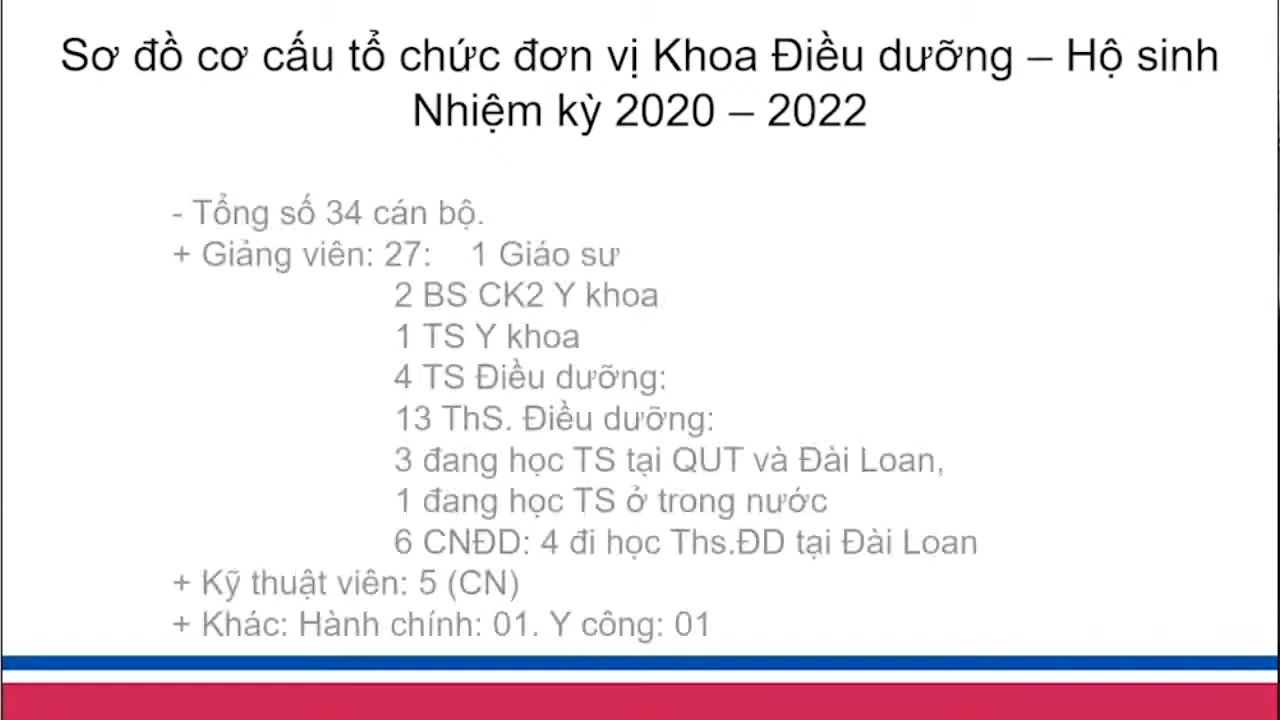 Sơ đồ cơ cấu tổ chức đơn vị Khoa Điều dưỡng – Hộ sinh
Nhiệm kỳ 2020 – 2022
- Tổng số 34 cán bộ.
+ Giảng viên: 27: 1 Giáo sư
2 BS CK2 Y khoa
1 TS Y khoa
4 TS Điều dưỡng:
13 ThS. Điều dưỡng:
3 đang học TS tại QUT và Đài Loan,
1 đang học TS ở trong nước
6 CNĐD: 4 đi học Ths.ĐD tại Đài Loan
+ Kỹ thuật viên: 5 (CN)
+ Khác: Hành chính: 01. Y công: 01